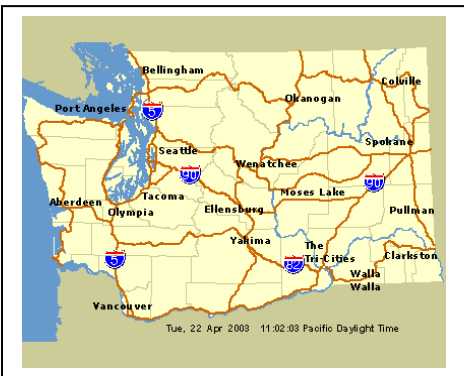 Bellingham
Colville
Okanogan
Port Angeles
5
Spokane
Seattle
Wenatchee
90
90
Moses Lake
Tacoma
Aberdeen
Ellensburg
Olympia
Pullman
Yakima
The
Tri-Cities
Clarkston
5
82
Walla
Walla
Vancouver
Tue, 22 Apr 2003 11:02:03 Pacific Daylight Time